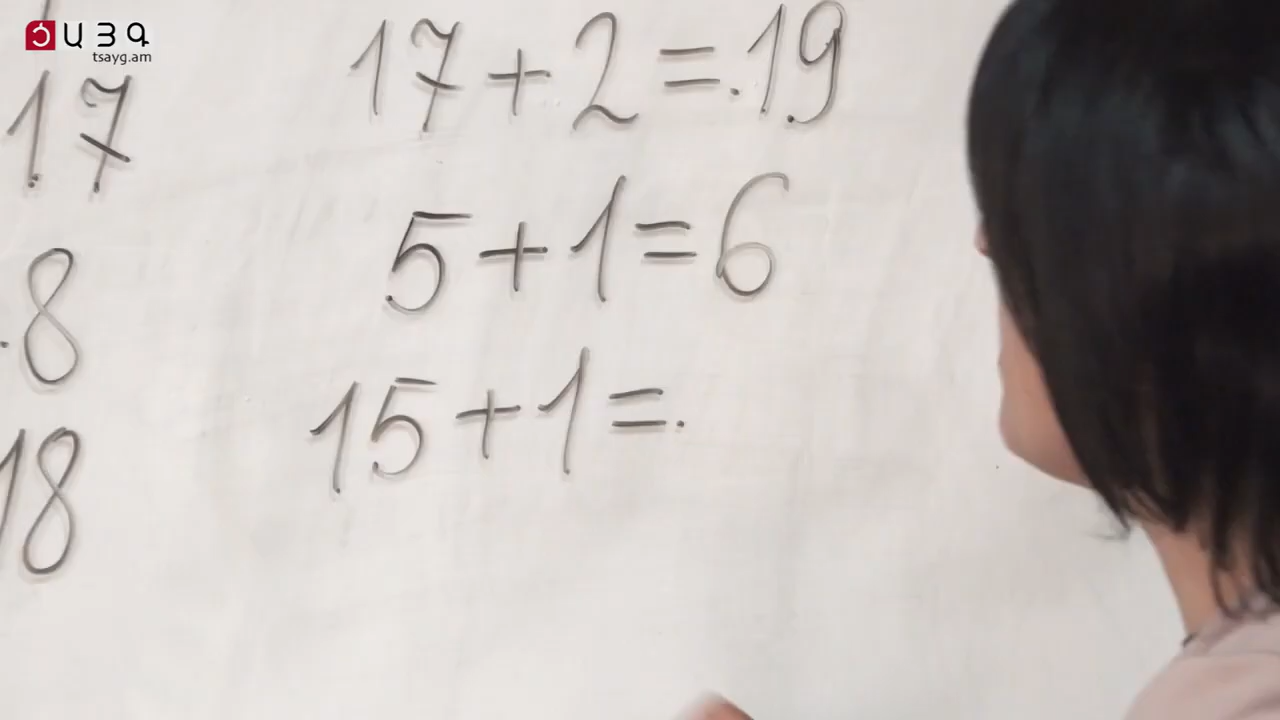 ՑԱՅԳ
tsayg.am
17
8
18
17 + 2 = 19
5 + 1 = 6
15 + 1 =